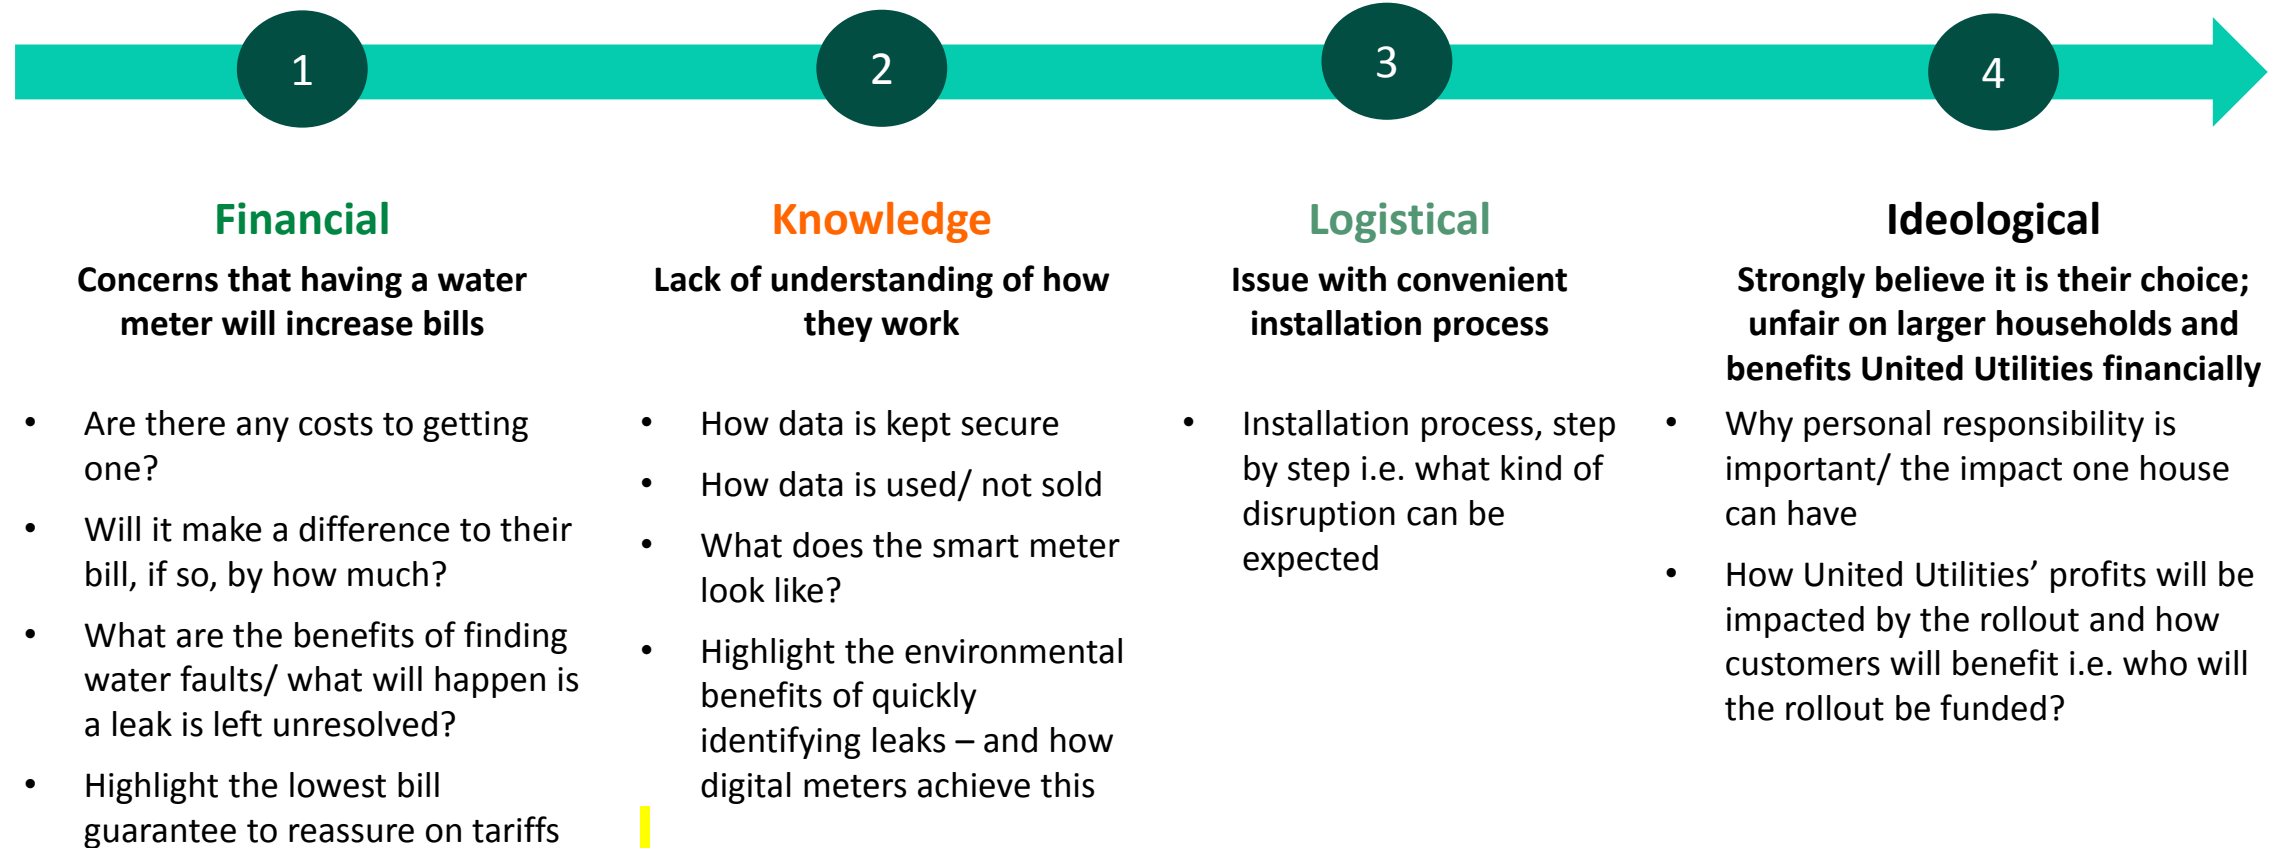 1
2
3
4
Financial
Concerns that having a water
meter will increase bills
• Are there any costs to getting
one?
• Will it make a difference to their
bill, if so, by how much?
• What are the benefits of finding
water faults/ what will happen is
a leak is left unresolved?
• Highlight the lowest bill
guarantee to reassure on tariffs
Knowledge
Lack of understanding of how
they work
• How data is kept secure
• How data is used/ not sold
• What does the smart meter
look like?
• Highlight the environmental
benefits of quickly
identifying leaks – and how
digital meters achieve this
Logistical
Issue with convenient
installation process
• Installation process, step
by step i.e. what kind of
disruption can be
expected
Ideological
Strongly believe it is their choice;
unfair on larger households and
benefits United Utilities financially
• Why personal responsibility is
important/ the impact one house
can have
• How United Utilities’ profits will be
impacted by the rollout and how
customers will benefit i.e. who will
the rollout be funded?